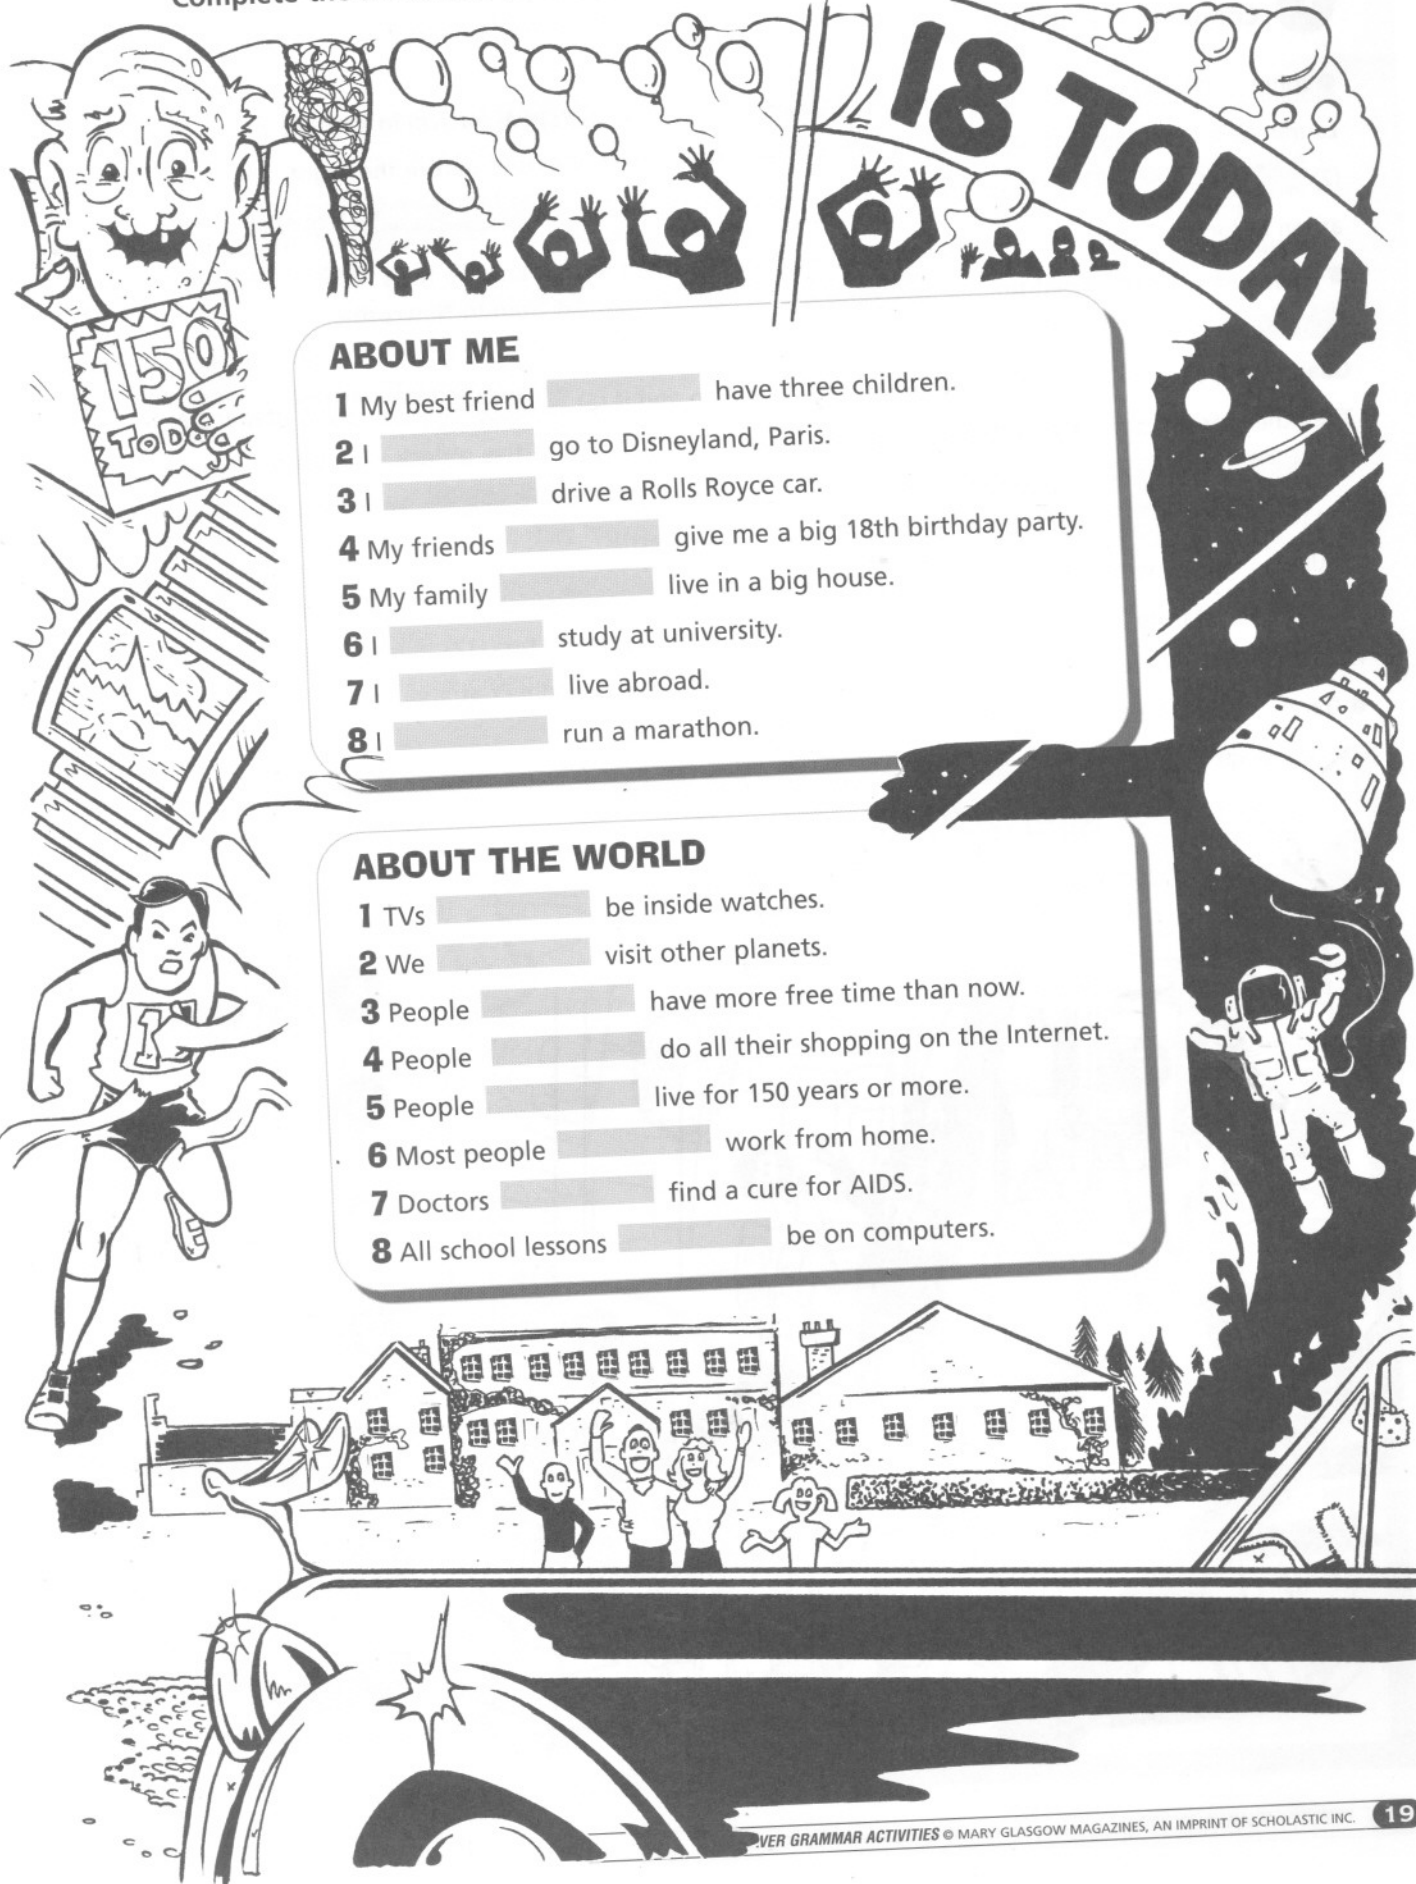 Complete
18 TODAY
150
TODAY
ABOUT ME
1 My best friend have three children.
2 I go to Disneyland, Paris.
3 I drive a Rolls Royce car.
4 My friends give me a big 18th birthday party.
5 My family live in a big house.
6 I study at university.
7 I live abroad.
8 I run a marathon.
ABOUT THE WORLD
1 TVs be inside watches.
2 We visit other planets.
3 People have more free time than now.
4 People do all their shopping on the Internet.
5 People live for 150 years or more.
6 Most people work from home.
7 Doctors find a cure for AIDS.
8 All school lessons be on computers.
VER GRAMMAR ACTIVITIES © MARY GLASGOW MAGAZINES, AN IMPRINT OF SCHOLASTIC INC. 19